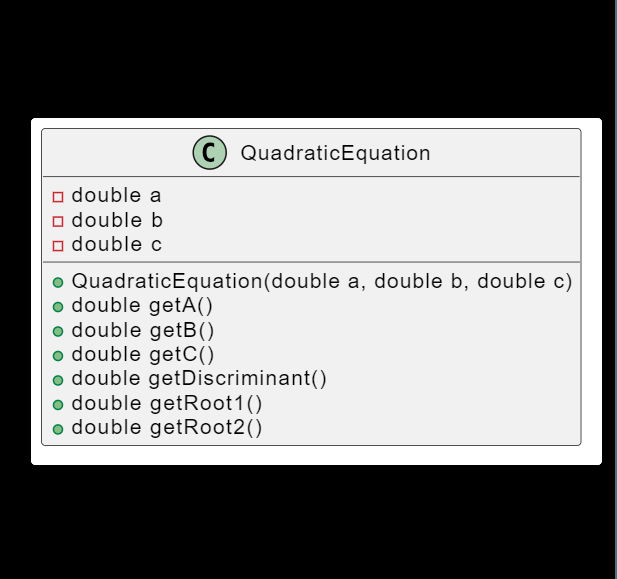 C QuadraticEquation
double a
double b
double c
QuadraticEquation(double a, double b, double c)
double getA()
double getB()
double getC()
double getDiscriminant()
double getRoot1()
double getRoot2()